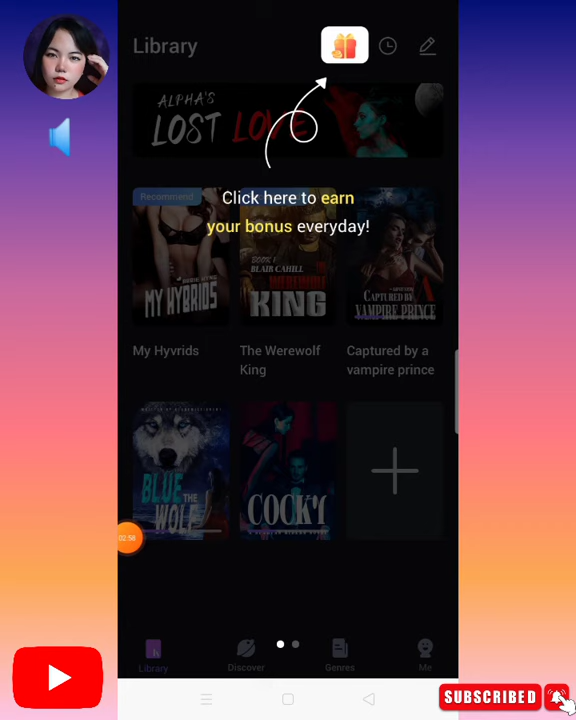 Library
ALPHA'S
LOST LOVE
Click here to earn
your bonus everyday!
Recommend
MY HYBRIDS
BOOK 1
BLAIR CAHILL
WEREWOLF
KING
CAPTURED BY
VAMPIRE PRINCE
My Hyvrids
The Werewolf
King
Captured by a
vampire prince
BLUE THE
WOLF
COCKY
02:58
Library
Discover
Genres
Me
SUBSCRIBED